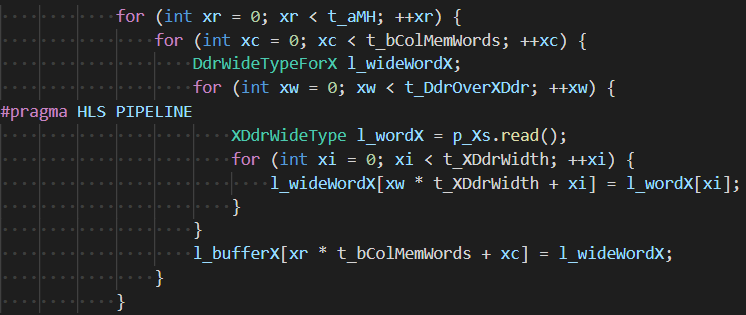 for (int xr = 0; xr < t_aMH; ++xr) {
for (int xc = 0; xc < t_bColMemWords; ++xc) {
DdrWideTypeForX l_wideWordX;
for (int xw = 0; xw < t_DdrOverXDdr; ++xw) {
#pragma HLS PIPELINE
XDdrWideType l_wordX = p_Xs.read();
for (int xi = 0; xi < t_XDdrWidth; ++xi) {
l_wideWordX[xw * t_XDdrWidth + xi] = l_wordX[xi];
}
}
l_bufferX[xr * t_bColMemWords + xc] = l_wideWordX;
}
}